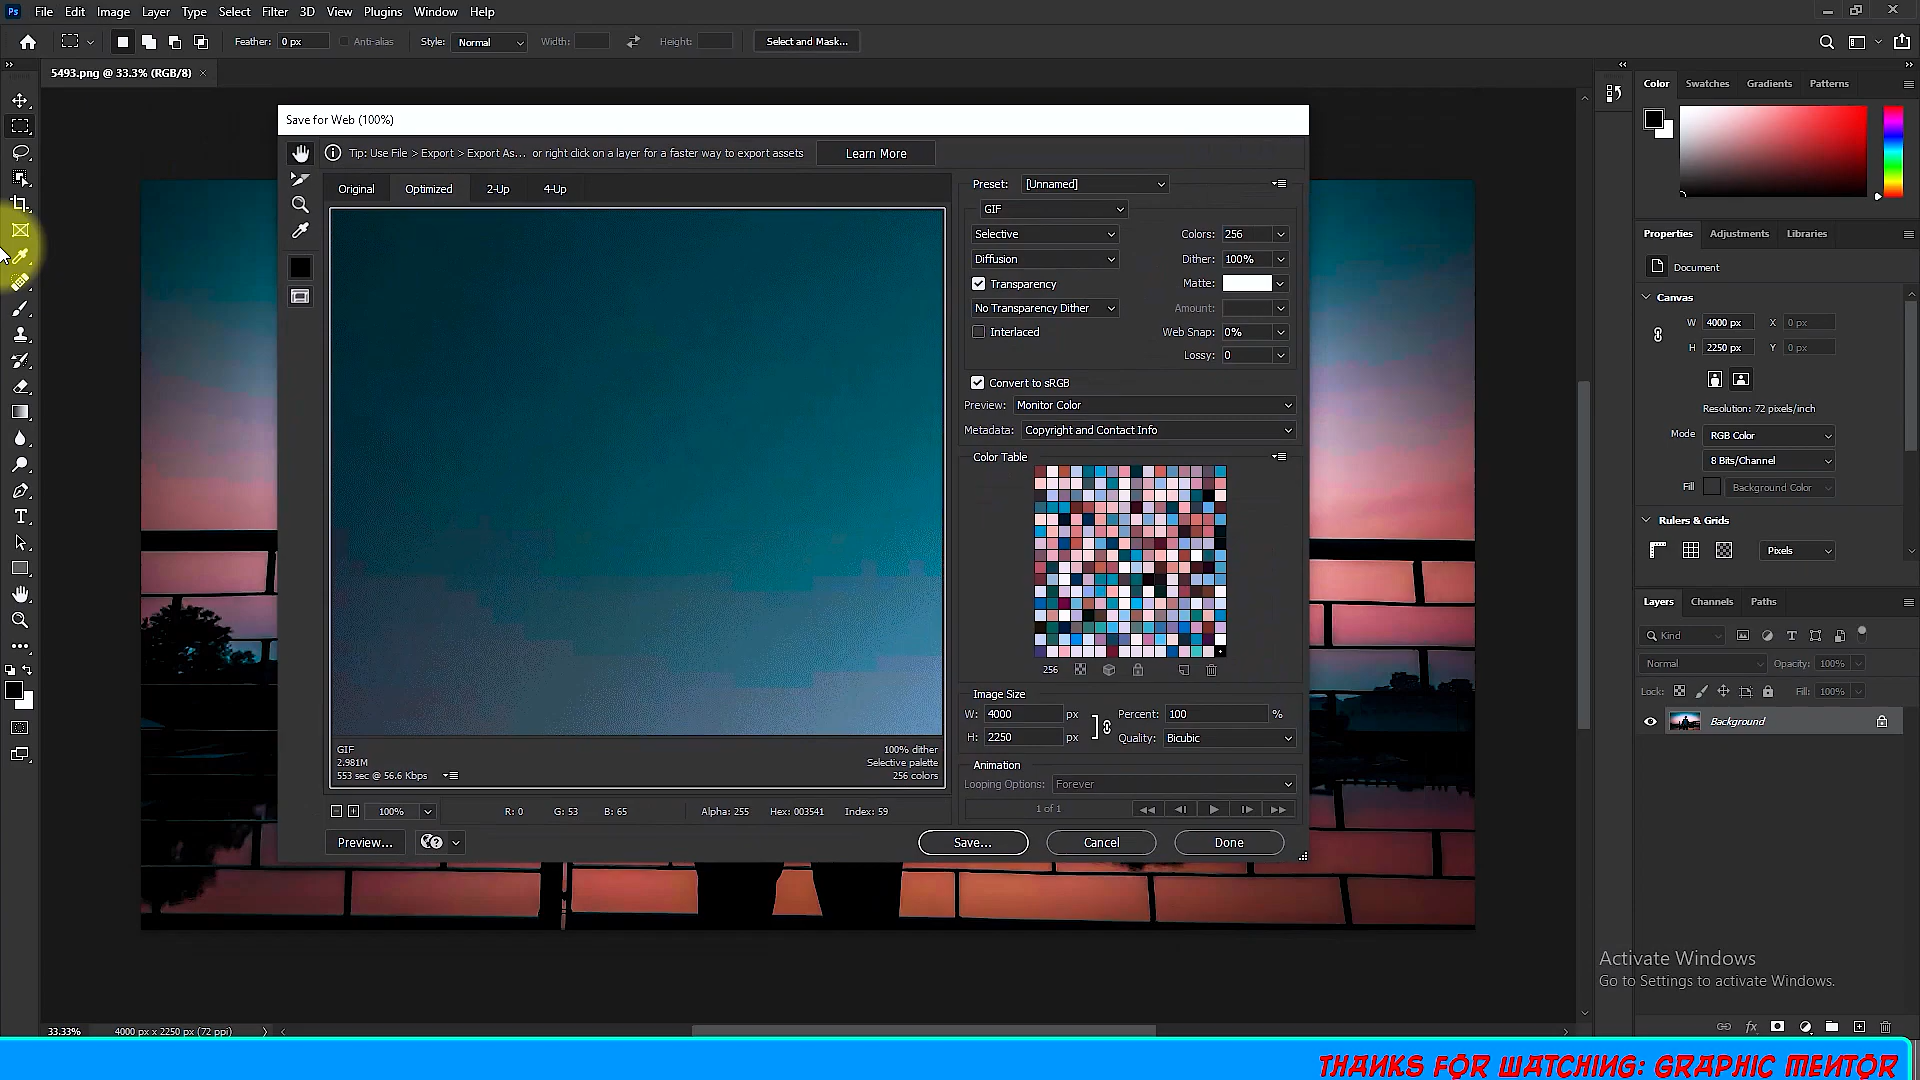 Ps File Edit Image Layer Type Select Filter 3D View Plugins Window Help
Feather: 0 px Anti-alias Style: Normal Width: Height: Select and Mask...
5493.png @ 33.3% (RGB/8) ×
Save for Web (100%)
Tip: Use File > Export > Export As... or right click on a layer for a faster way to export assets Learn More
Original Optimized 2-Up 4-Up
Preset: [Unnamed]
GIF
Selective Colors: 256
Diffusion Dither: 100%
Transparency Matte:
No Transparency Dither Amount:
Interlaced Web Snap: 0%
Lossy: 0
Convert to sRGB
Preview: Monitor Color
Metadata: Copyright and Contact Info
Color Table
256
Image Size
W: 4000 px Percent: 100 %
H: 2250 px Quality: Bicubic
Animation
Looping Options: Forever
1 of 1
GIF 100% dither
2.981M Selective palette
553 sec @ 56.6 Kbps 256 colors
100% R: 0 G: 53 B: 65 Alpha: 255 Hex: 003541 Index: 59
Preview... Save... Cancel Done
Color Swatches Gradients Patterns
Properties Adjustments Libraries
Document
Canvas
W 4000 px X 0 px
H 2250 px Y 0 px
Resolution: 72 pixels/inch
Mode RGB Color
8 Bits/Channel
Fill Background Color
Rulers & Grids
Pixels
Layers Channels Paths
Kind
Normal Opacity: 100%
Lock: Fill: 100%
Background
Activate Windows
Go to Settings to activate Windows.
33.33% 4000 px x 2250 px (72 ppi)
THANKS FOR WATCHING: GRAPHIC MENTOR